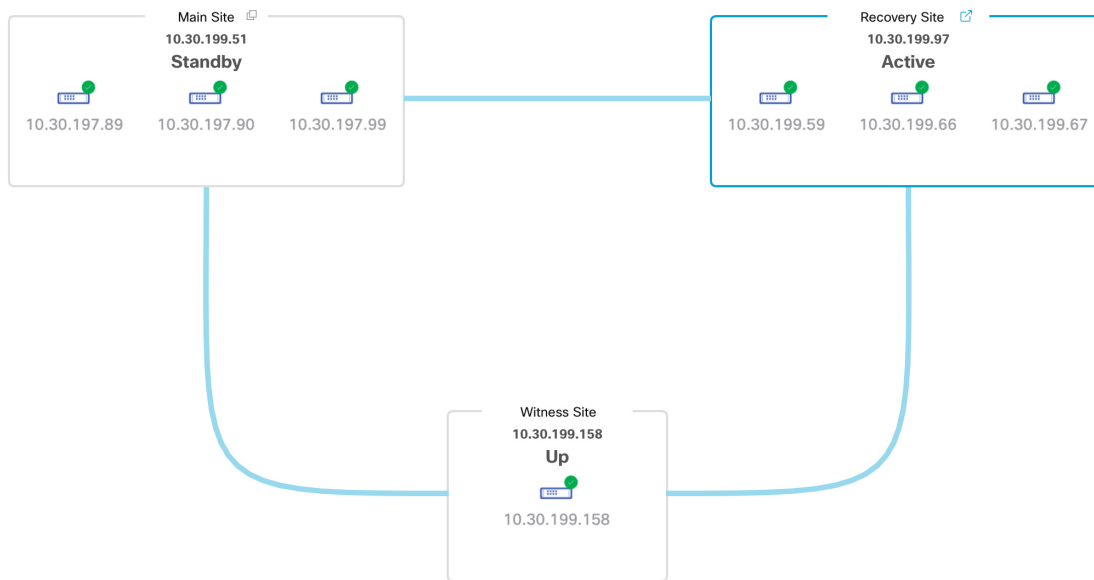 Main Site
10.30.199.51
Standby
10.30.197.89 10.30.197.90 10.30.197.99
Recovery Site
10.30.199.97
Active
10.30.199.59 10.30.199.66 10.30.199.67
Witness Site
10.30.199.158
Up
10.30.199.158